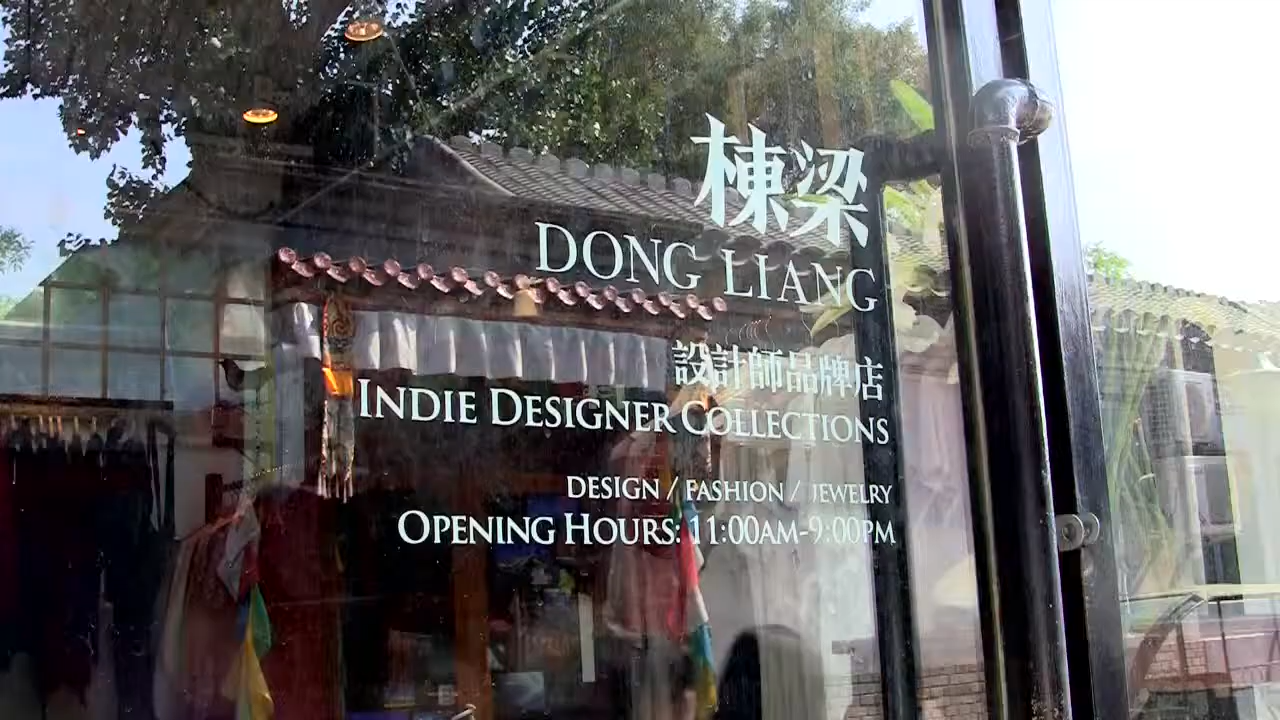 棟梁
DONG LIANG
設計師品牌店
INDIE DESIGNER COLLECTIONS
DESIGN / FASHION / JEWELRY
OPENING HOURS: 11:00AM-9:00PM